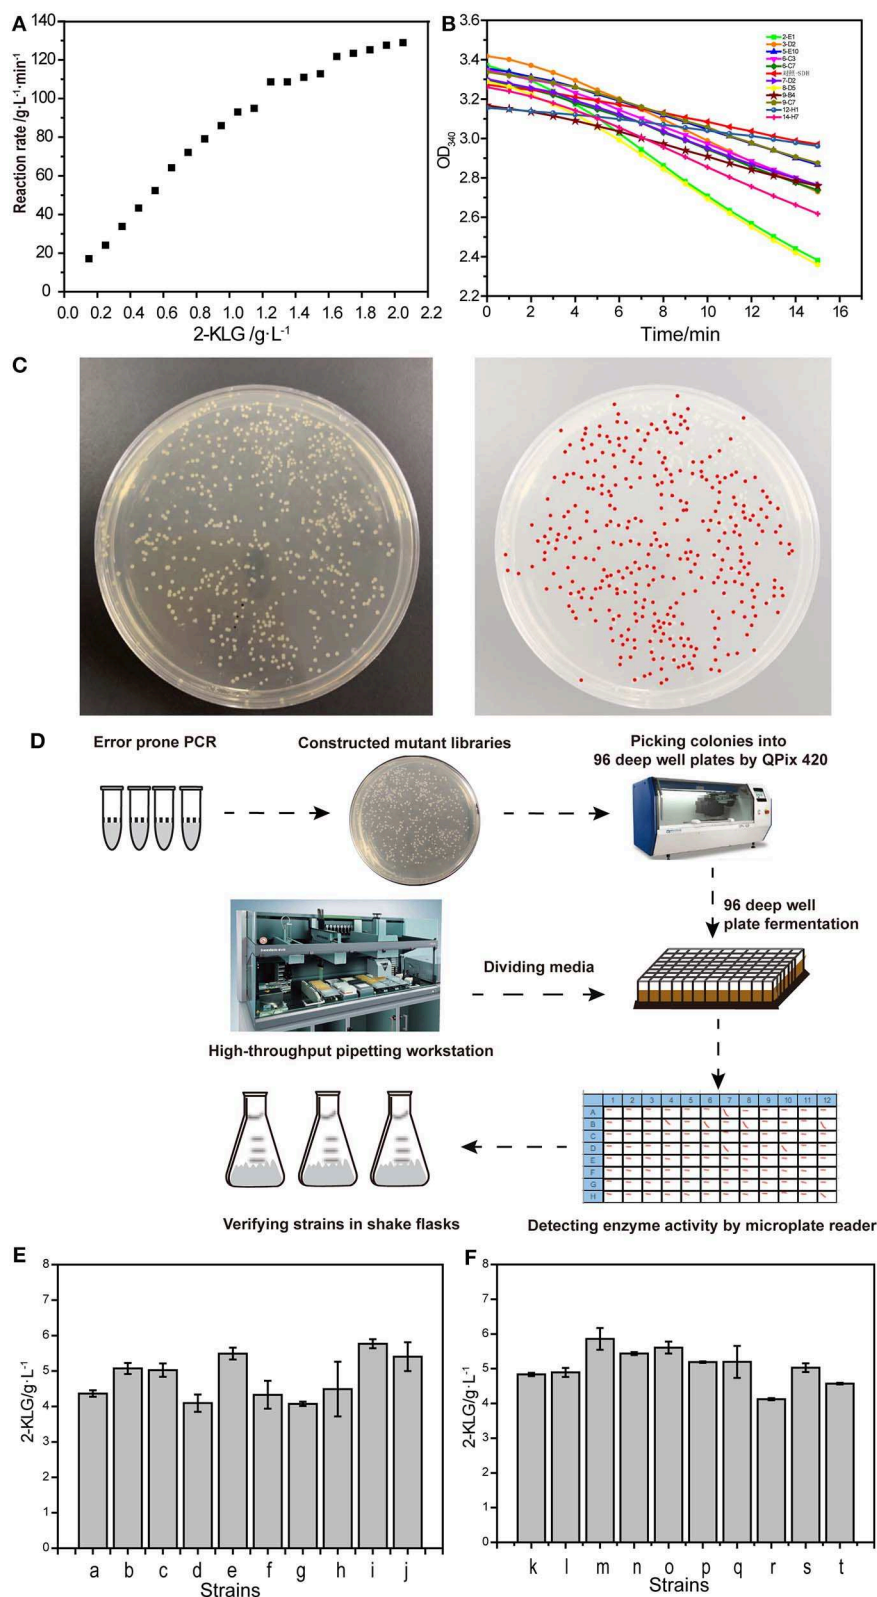 A
Reaction rate /g·L⁻¹·min⁻¹
140
120
100
80
60
40
20
0
0.0 0.2 0.4 0.6 0.8 1.0 1.2 1.4 1.6 1.8 2.0 2.2
2-KLG /g·L⁻¹
B
OD₃₄₀
3.6
3.4
3.2
3.0
2.8
2.6
2.4
2.2
0 2 4 6 8 10 12 14 16
Time/min
2-E1
3-D2
5-E10
6-C3
6-C7
7-D2
8-D5
9-B4
9-C7
12-H1
14-H7
C
D
Error prone PCR
Constructed mutant libraries
Picking colonies into
96 deep well plates by QPix 420
96 deep well
plate fermentation
Dividing media
High-throughput pipetting workstation
1 2 3 4 5 6 7 8 9 10 11 12
A
B
C
D
E
F
G
H
Verifying strains in shake flasks
Detecting enzyme activity by microplate reader
E
2-KLG/g·L⁻¹
8
7
6
5
4
3
2
1
0
a b c d e f g h i j
Strains
F
2-KLG/g·L⁻¹
8
7
6
5
4
3
2
1
0
k l m n o p q r s t
Strains